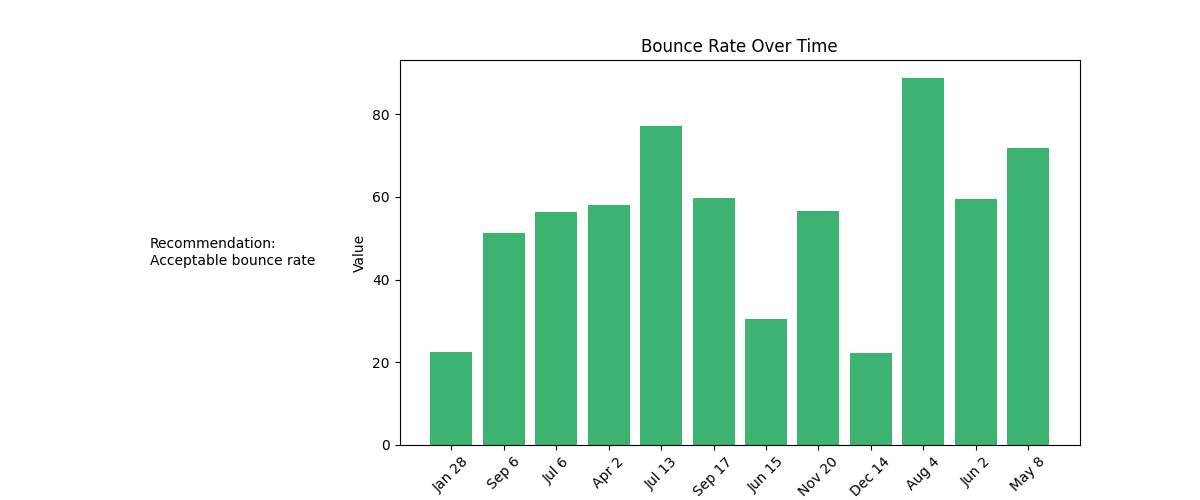 Bounce Rate Over Time
Recommendation:
Acceptable bounce rate
Value
80
60
40
20
0
Jan 28
Sep 6
Jul 6
Apr 2
Jul 13
Sep 17
Jun 15
Nov 20
Dec 14
Aug 4
Jun 2
May 8